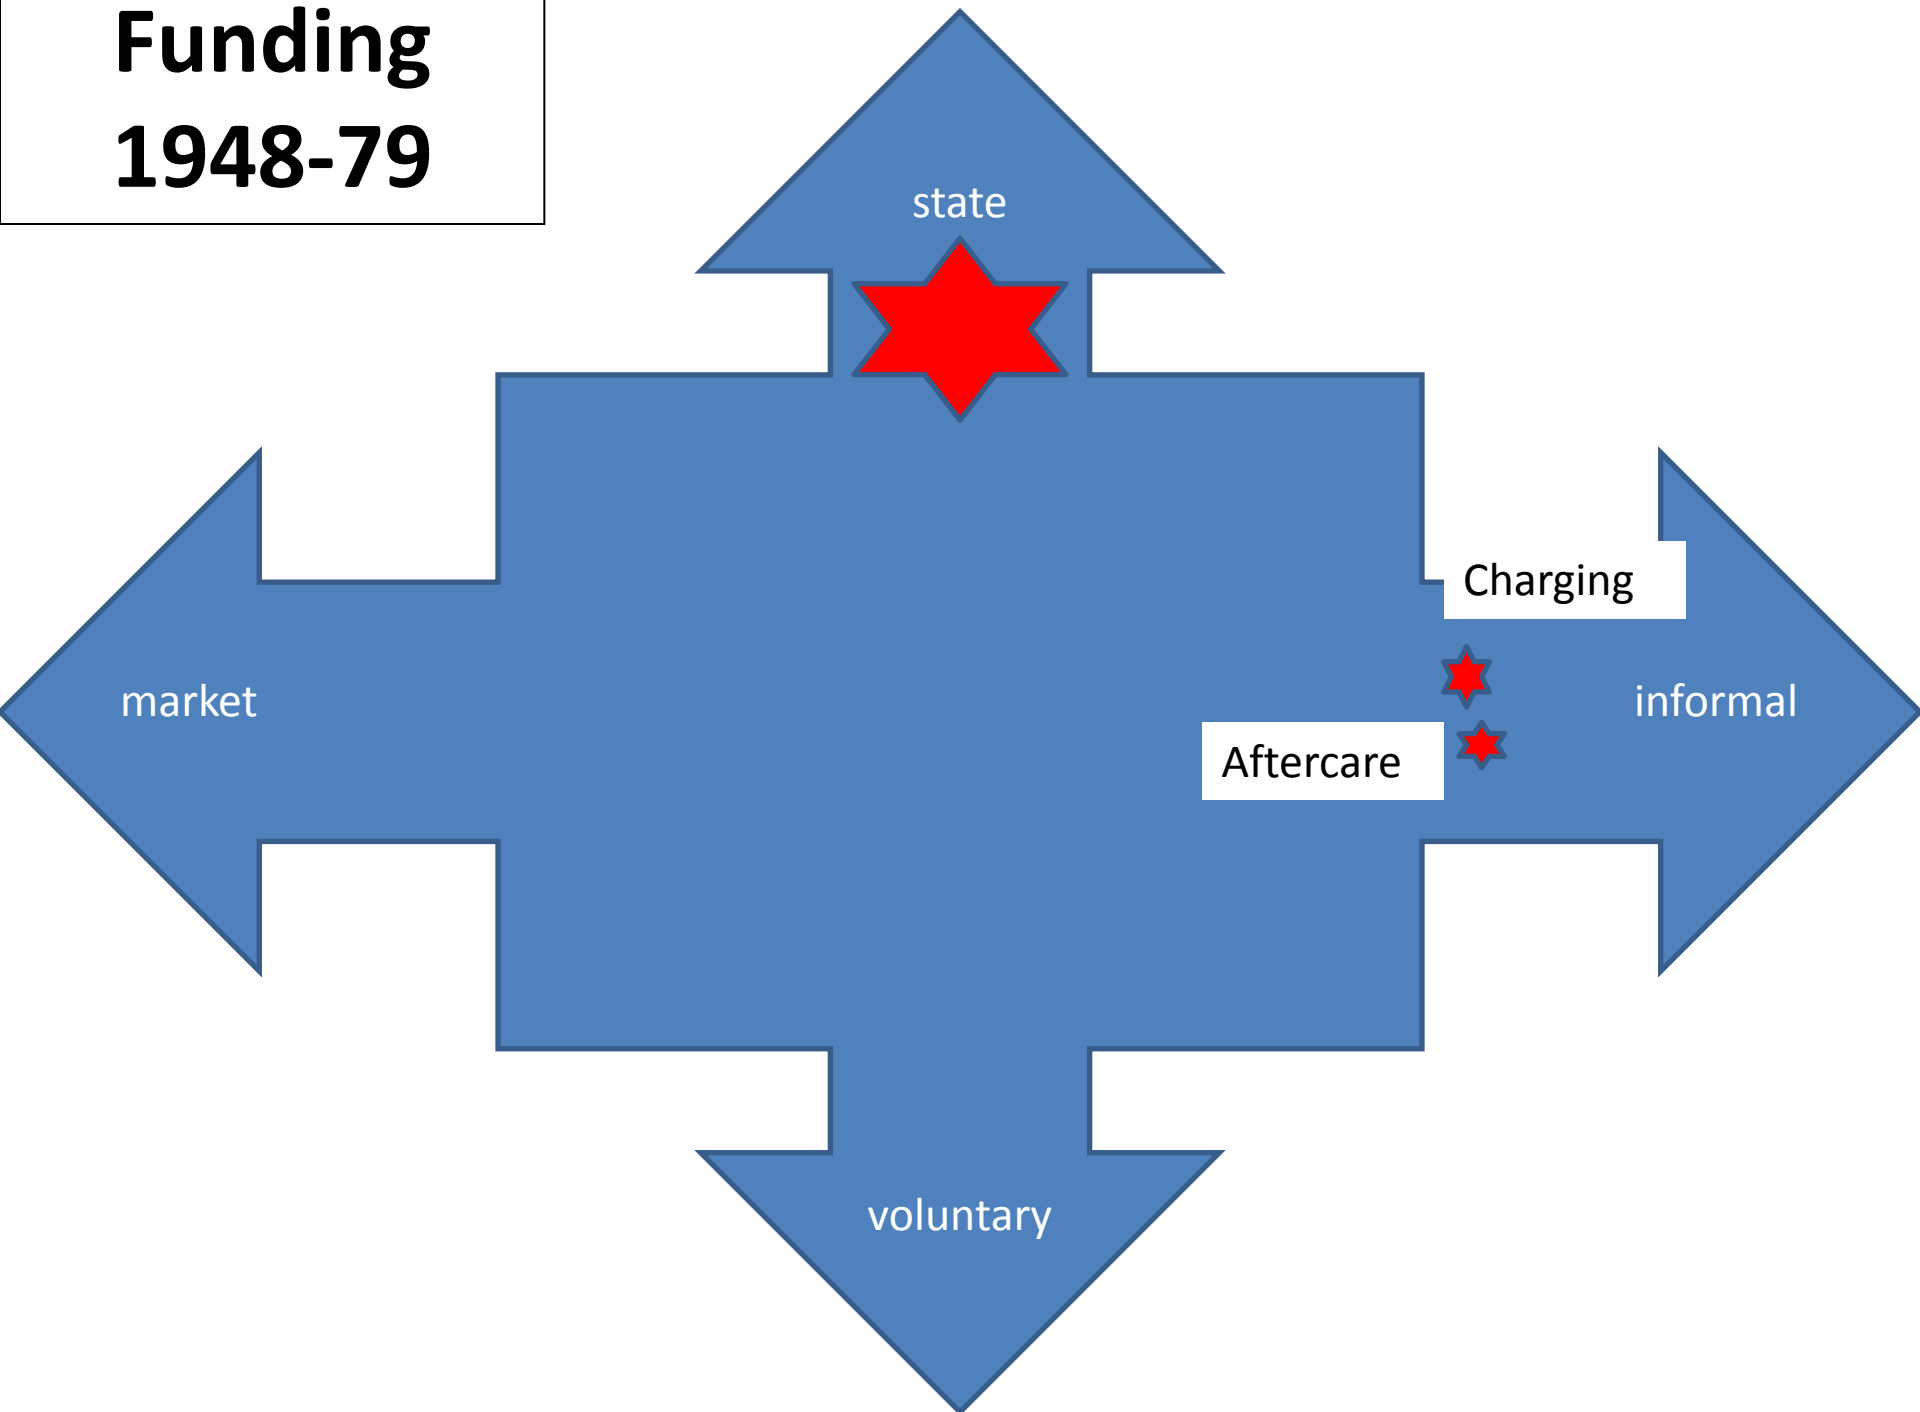 Funding
1948-79
state
Charging
market
informal
Aftercare
voluntary